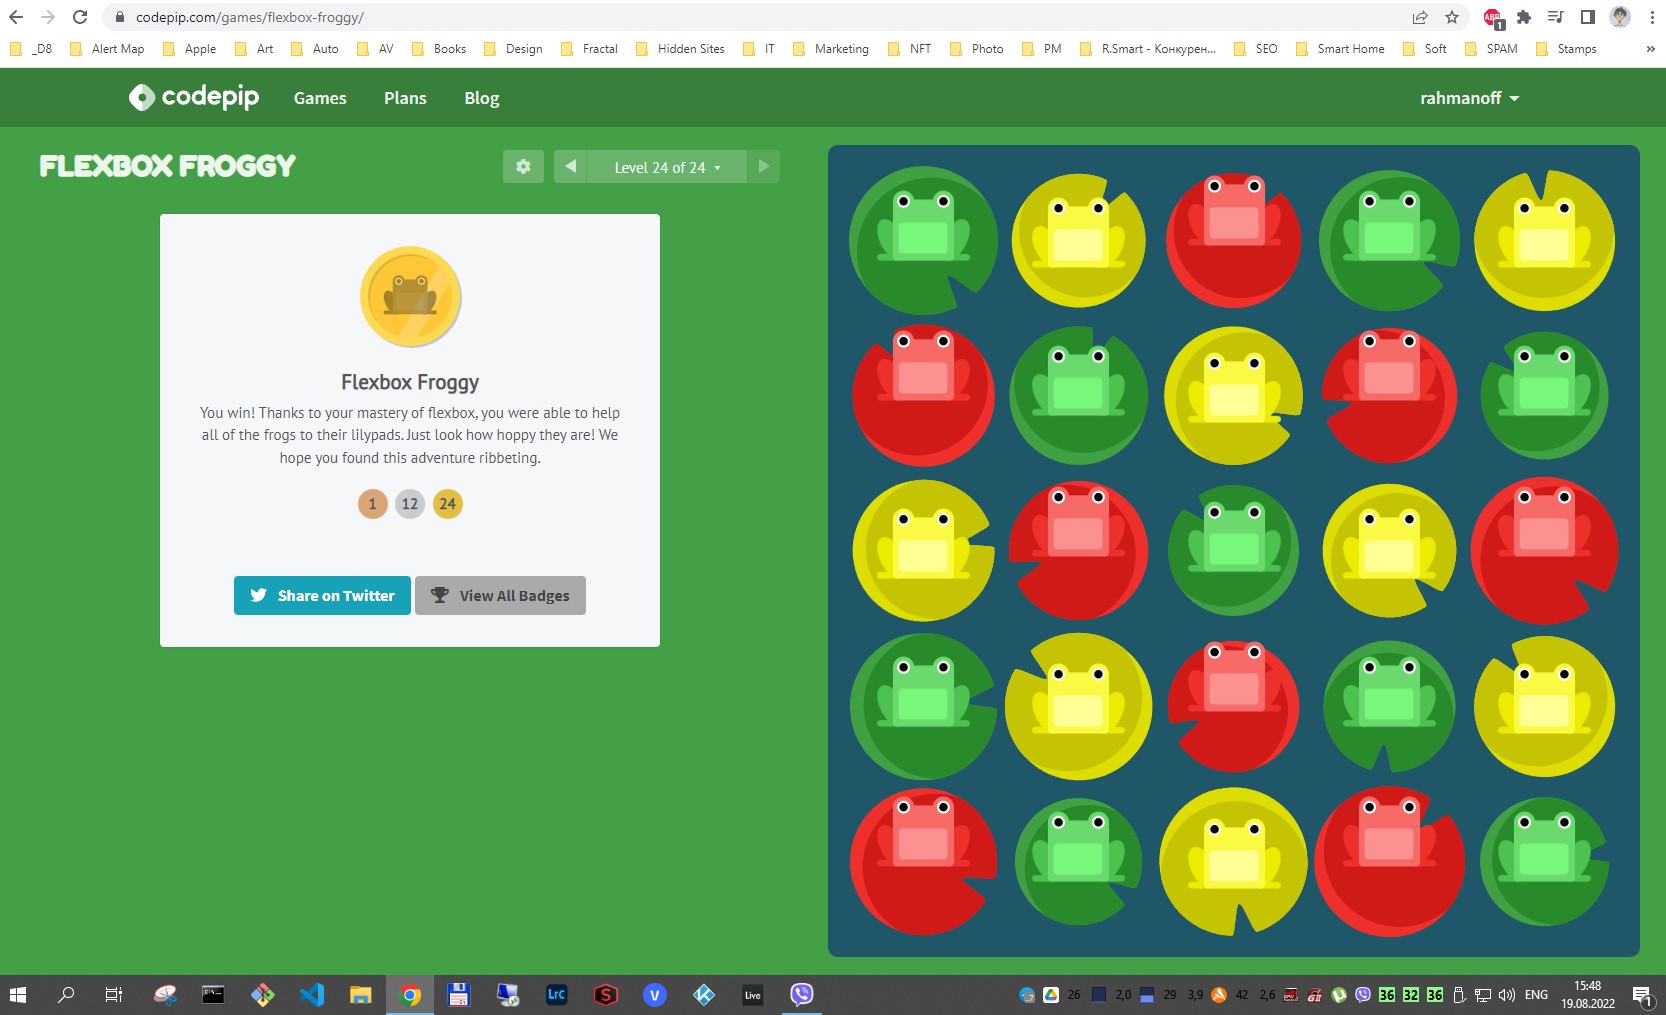 codepip.com/games/flexbox-froggy/
ABP
1
_D8
Alert Map
Apple
Art
Auto
AV
Books
Design
Fractal
Hidden Sites
IT
Marketing
NFT
Photo
PM
R.Smart - Конкурен...
SEO
Smart Home
Soft
SPAM
Stamps
»
codepip
Games
Plans
Blog
rahmanoff
FLEXBOX FROGGY
Level 24 of 24
Flexbox Froggy
You win! Thanks to your mastery of flexbox, you were able to help
all of the frogs to their lilypads. Just look how hoppy they are! We
hope you found this adventure ribbeting.
1 12 24
Share on Twitter
View All Badges
Lrc
S
V
Live
26
2,0
29
3,9
42
2,6
36
32
36
ENG
15:48
19.08.2022
1